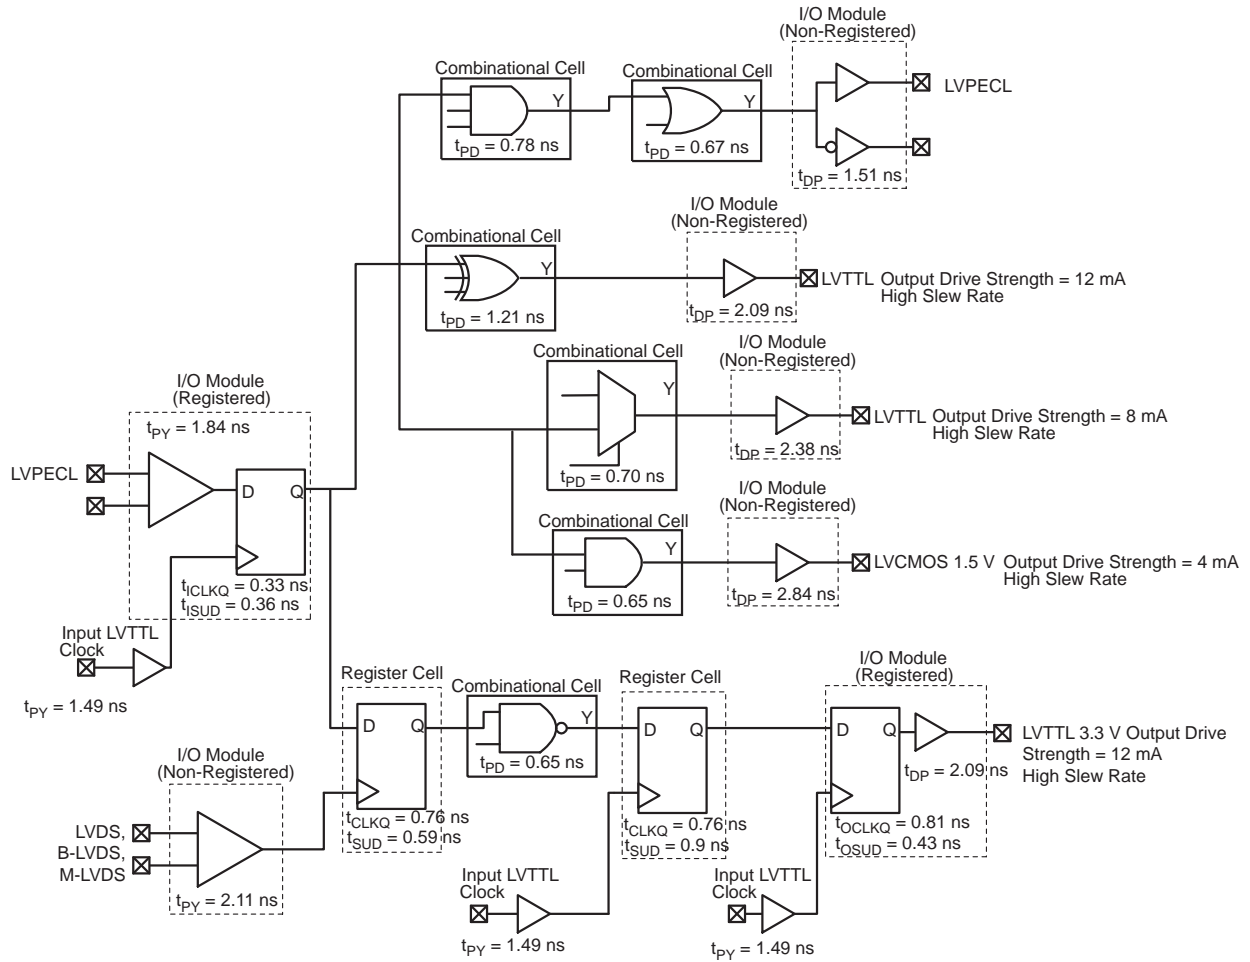 I/O Module
(Non-Registered)
Combinational Cell
Y
tPD = 0.78 ns
Combinational Cell
Y
tPD = 0.67 ns
LVPECL
tDP = 1.51 ns
I/O Module
(Non-Registered)
Combinational Cell
Y
tPD = 1.21 ns
tDP = 2.09 ns
LVTTL Output Drive Strength = 12 mA
High Slew Rate
I/O Module
(Non-Registered)
Combinational Cell
Y
tPD = 0.70 ns
tDP = 2.38 ns
LVTTL Output Drive Strength = 8 mA
High Slew Rate
I/O Module
(Registered)
tPY = 1.84 ns
LVPECL
D
Q
tICLKQ = 0.33 ns
tISUD = 0.36 ns
Input LVTTL
Clock
tPY = 1.49 ns
I/O Module
(Non-Registered)
Combinational Cell
Y
tPD = 0.65 ns
tDP = 2.84 ns
LVCMOS 1.5 V Output Drive Strength = 4 mA
High Slew Rate
Register Cell
D
Q
tCLKQ = 0.76 ns
tSUD = 0.59 ns
Combinational Cell
Y
tPD = 0.65 ns
Register Cell
D
Q
tCLKQ = 0.76 ns
tSUD = 0.9 ns
I/O Module
(Registered)
D
Q
tDP = 2.09 ns
tOCLKQ = 0.81 ns
tOSUD = 0.43 ns
LVTTL 3.3 V Output Drive
Strength = 12 mA
High Slew Rate
I/O Module
(Non-Registered)
LVDS,
B-LVDS,
M-LVDS
tPY = 2.11 ns
Input LVTTL
Clock
tPY = 1.49 ns
Input LVTTL
Clock
tPY = 1.49 ns